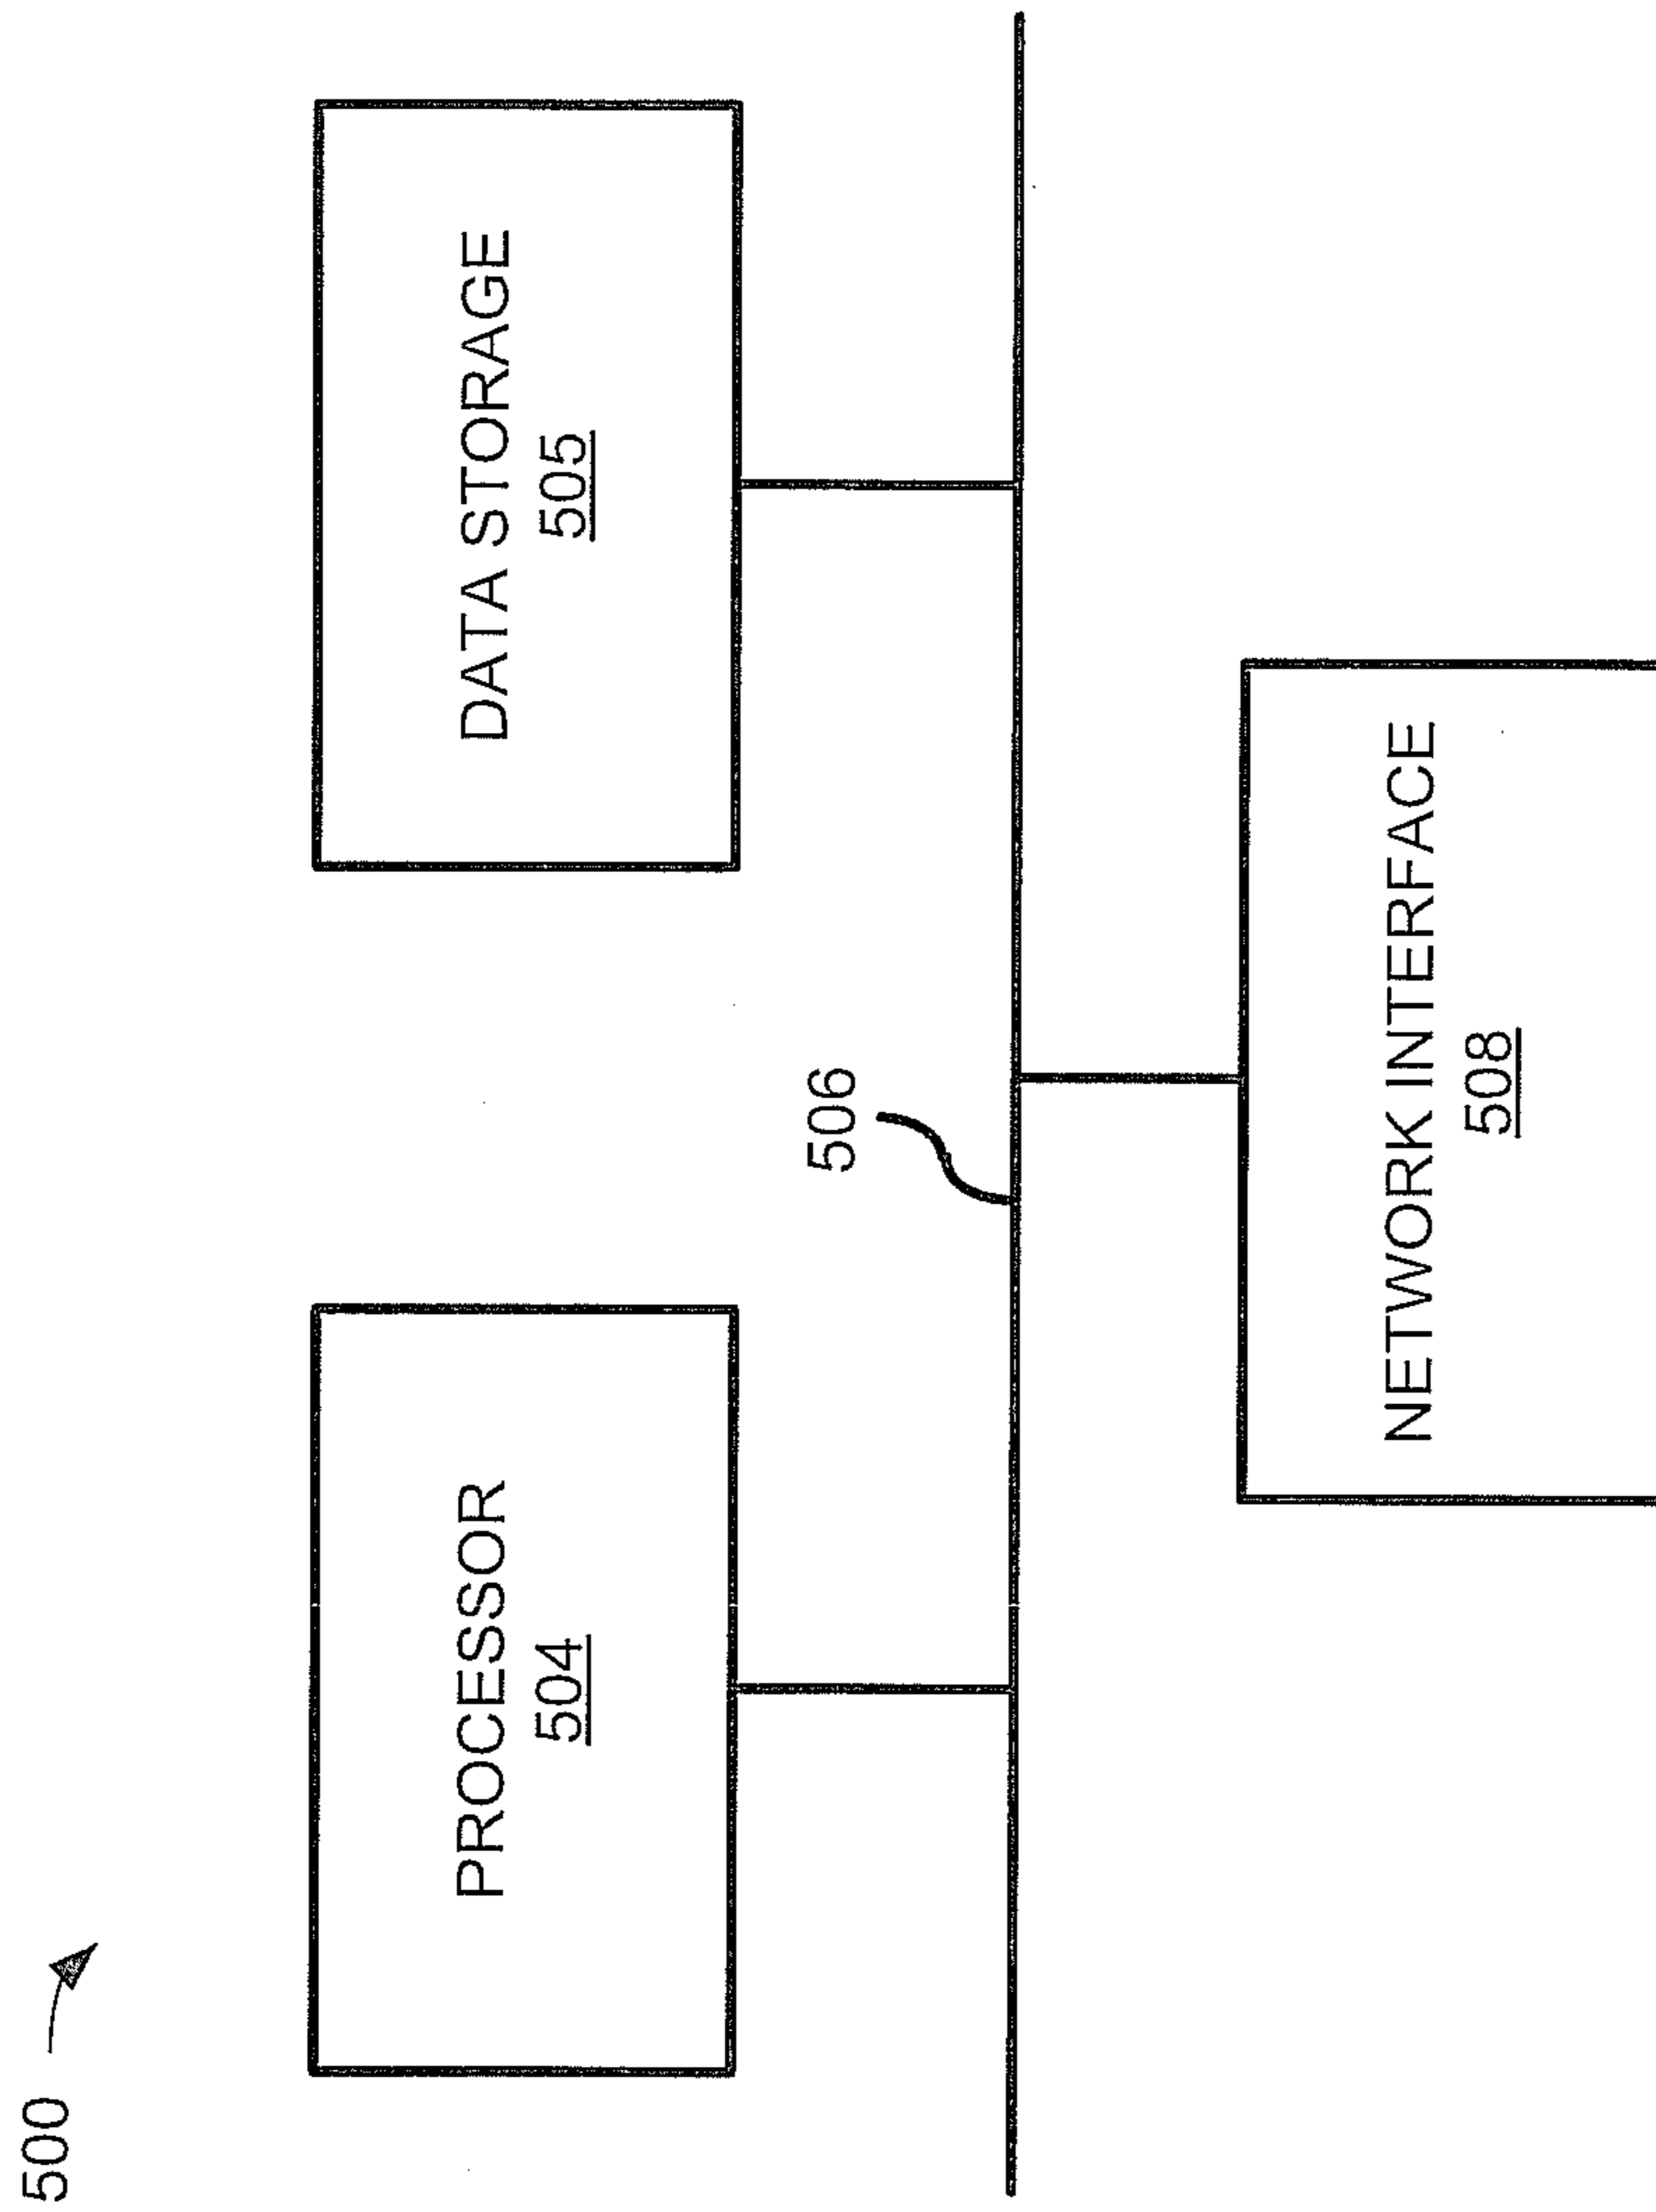 500
PROCESSOR
504
DATA STORAGE
505
506
NETWORK INTERFACE
508